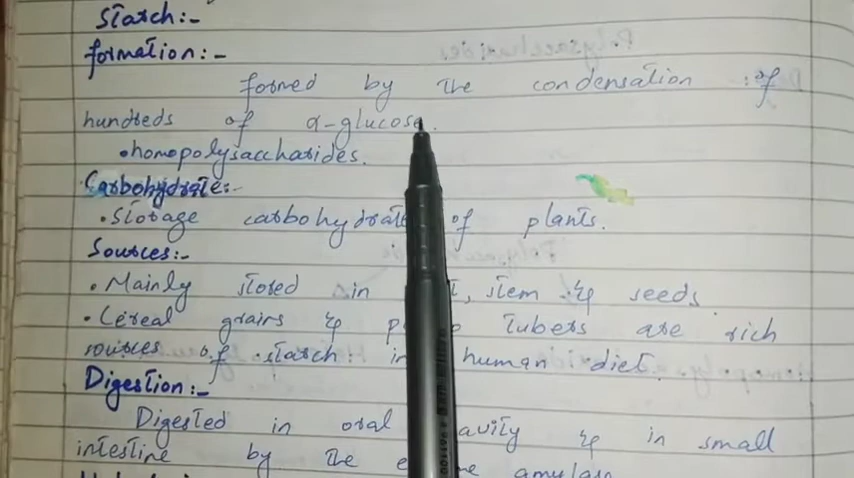 Starch:-
formation:-
formed by the condensation of
hundreds of α-glucose.
•homopolysaccharides.
Carbohydrate:-
•Storage carbohydrate of plants.
Sources:-
•Mainly stored in , stem & seeds
•Cereal grains & tubers are rich
sources of starch in human diet.
Digestion:-
Digested in oral cavity & in small
intestine by the